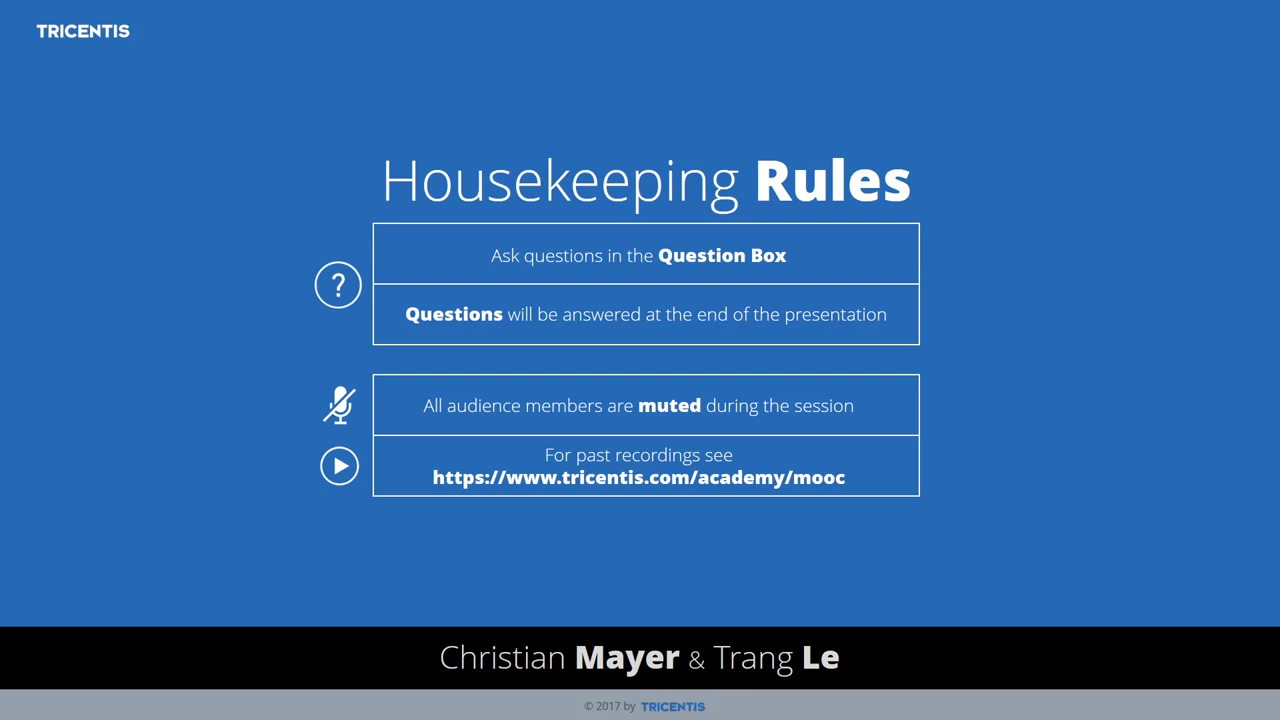 TRICENTIS
Housekeeping Rules
Ask questions in the Question Box
?
Questions will be answered at the end of the presentation
All audience members are muted during the session
For past recordings see
https://www.tricentis.com/academy/mooc
Christian Mayer & Trang Le
© 2017 by TRICENTIS